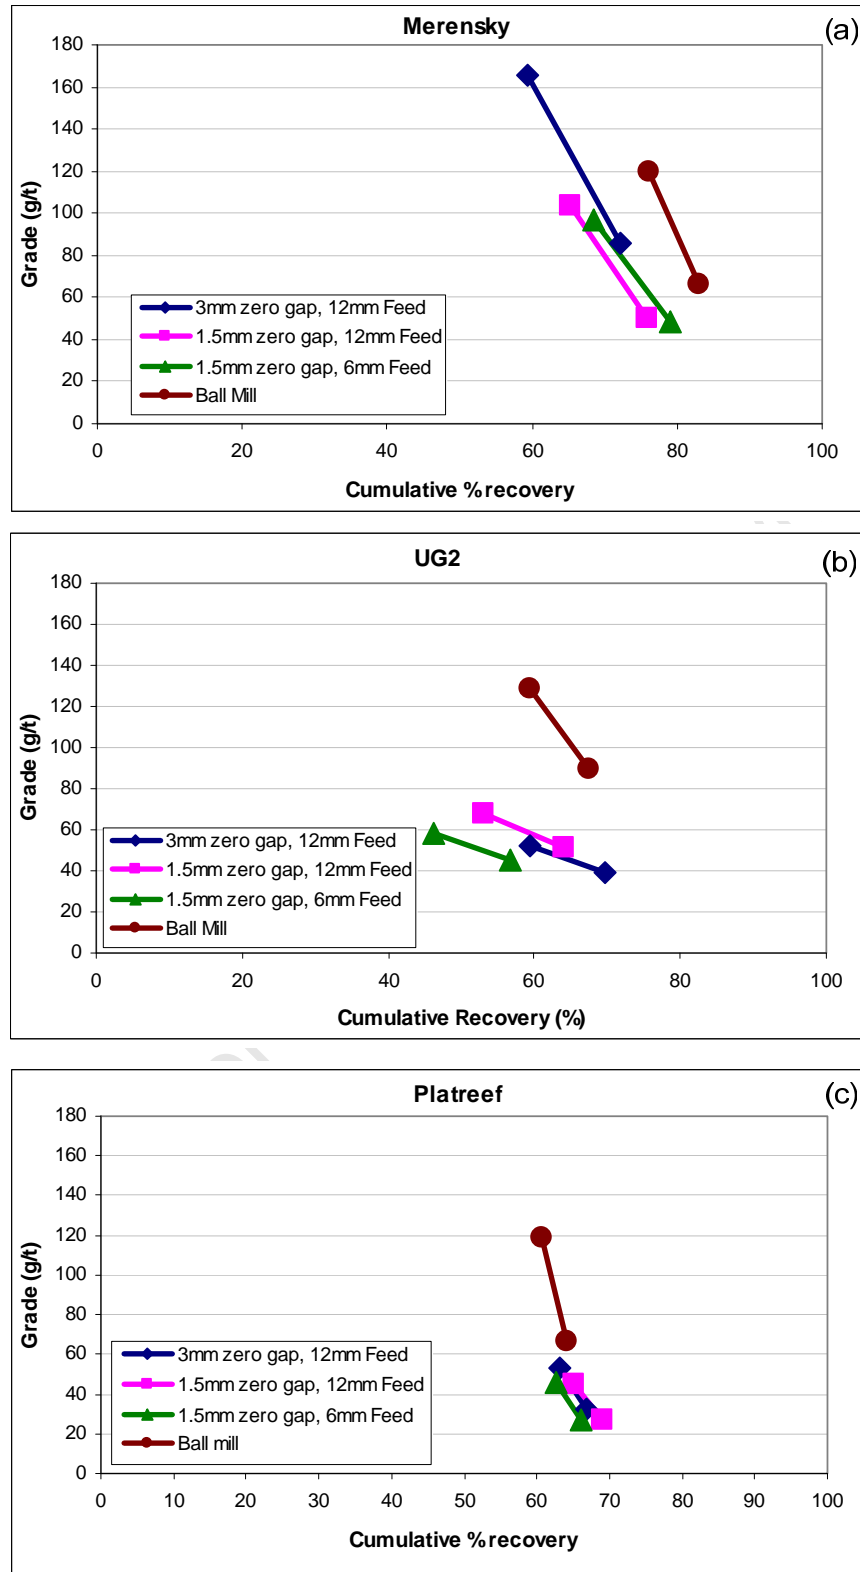 Merensky
(a)
180
160
140
120
100
80
60
40
20
0
Grade (g/t)
3mm zero gap, 12mm Feed
1.5mm zero gap, 12mm Feed
1.5mm zero gap, 6mm Feed
Ball Mill
0 20 40 60 80 100
Cumulative % recovery
UG2
(b)
180
160
140
120
100
80
60
40
20
0
Grade (g/t)
3mm zero gap, 12mm Feed
1.5mm zero gap, 12mm Feed
1.5mm zero gap, 6mm Feed
Ball Mill
0 20 40 60 80 100
Cumulative Recovery (%)
Platreef
(c)
180
160
140
120
100
80
60
40
20
0
Grade (g/t)
3mm zero gap, 12mm Feed
1.5mm zero gap, 12mm Feed
1.5mm zero gap, 6mm Feed
Ball mill
0 10 20 30 40 50 60 70 80 90 100
Cumulative % recovery